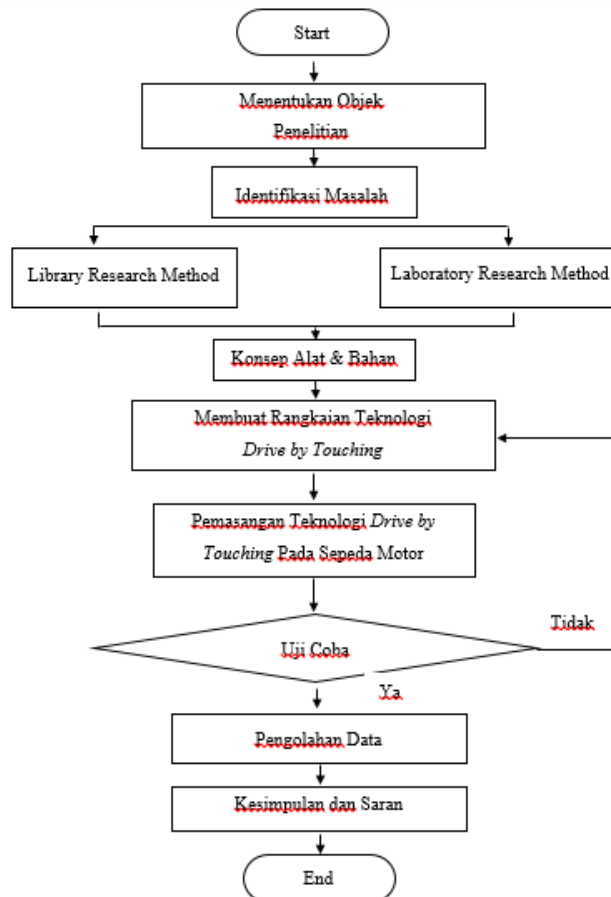 Start
Menentukan Objek
Penelitian
Identifikasi Masalah
Library Research Method
Laboratory Research Method
Konsep Alat & Bahan
Membuat Rangkaian Teknologi
Drive by Touching
Pemasangan Teknologi Drive by
Touching Pada Sepeda Motor
Uji Coba
Tidak
Ya
Pengolahan Data
Kesimpulan dan Saran
End